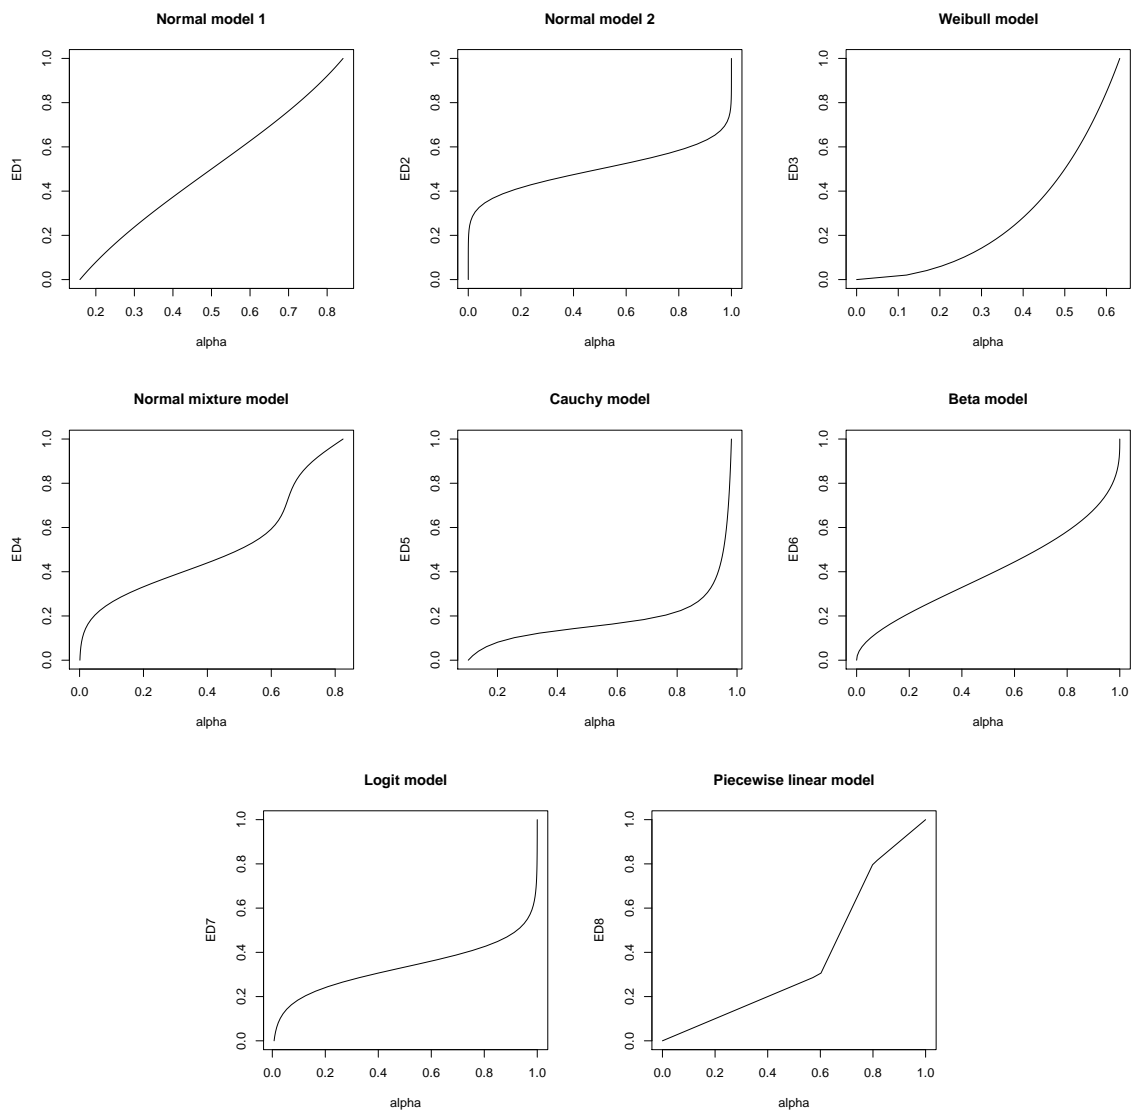 Normal model 1
Normal model 2
Weibull model
ED1
0.0 0.2 0.4 0.6 0.8 1.0
0.2 0.3 0.4 0.5 0.6 0.7 0.8
alpha
ED2
0.0 0.2 0.4 0.6 0.8 1.0
0.0 0.2 0.4 0.6 0.8 1.0
alpha
ED3
0.0 0.2 0.4 0.6 0.8 1.0
0.0 0.1 0.2 0.3 0.4 0.5 0.6
alpha
Normal mixture model
Cauchy model
Beta model
ED4
0.0 0.2 0.4 0.6 0.8 1.0
0.0 0.2 0.4 0.6 0.8
alpha
ED5
0.0 0.2 0.4 0.6 0.8 1.0
0.2 0.4 0.6 0.8 1.0
alpha
ED6
0.0 0.2 0.4 0.6 0.8 1.0
0.0 0.2 0.4 0.6 0.8 1.0
alpha
Logit model
Piecewise linear model
ED7
0.0 0.2 0.4 0.6 0.8 1.0
0.0 0.2 0.4 0.6 0.8 1.0
alpha
ED8
0.0 0.2 0.4 0.6 0.8 1.0
0.0 0.2 0.4 0.6 0.8 1.0
alpha